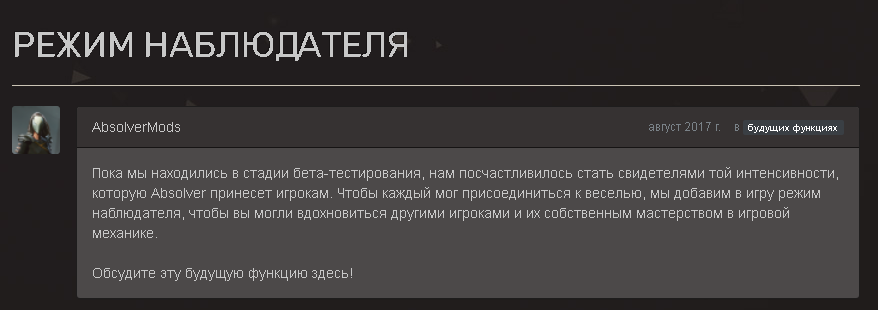 РЕЖИМ НАБЛЮДАТЕЛЯ
AbsolverMods август 2017 г. в будущих функциях
Пока мы находились в стадии бета-тестирования, нам посчастливилось стать свидетелями той интенсивности,
которую Absolver принесет игрокам. Чтобы каждый мог присоединиться к веселью, мы добавим в игру режим
наблюдателя, чтобы вы могли вдохновиться другими игроками и их собственным мастерством в игровой
механике.
Обсудите эту будущую функцию здесь!